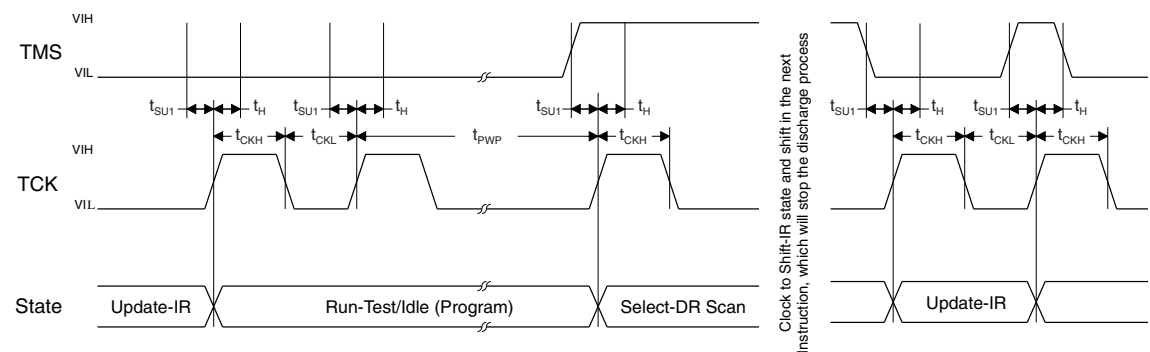 VIH
TMS
VIL
tSU1 tH tSU1 tH tSU1 tH tSU1 tH tSU1 tH
tCKH tCKL tPWP tCKH tCKH tCKL tCKH
VIH
TCK
VIL
State
Update-IR Run-Test/Idle (Program) Select-DR Scan Update-IR
Clock to Shift-IR state and shift in the next
Instruction, which will stop the discharge process